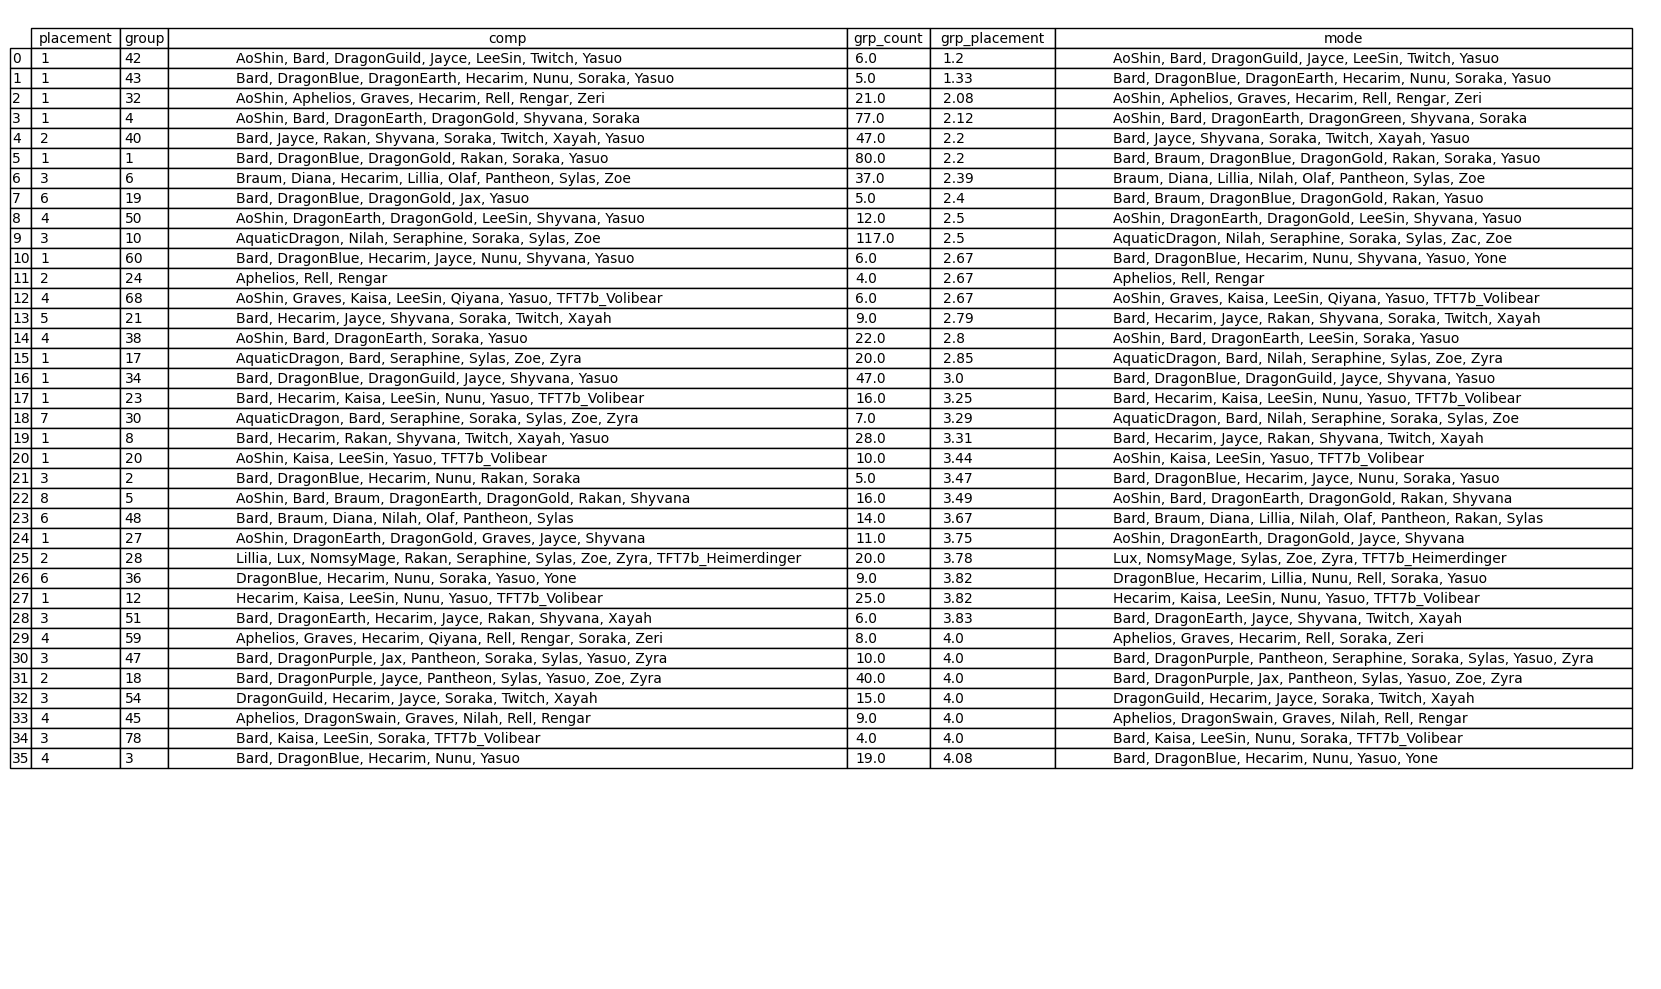 placement group comp grp_count grp_placement mode
0 1 42 AoShin, Bard, DragonGuild, Jayce, LeeSin, Twitch, Yasuo 6.0 1.2 AoShin, Bard, DragonGuild, Jayce, LeeSin, Twitch, Yasuo
1 1 43 Bard, DragonBlue, DragonEarth, Hecarim, Nunu, Soraka, Yasuo 5.0 1.33 Bard, DragonBlue, DragonEarth, Hecarim, Nunu, Soraka, Yasuo
2 1 32 AoShin, Aphelios, Graves, Hecarim, Rell, Rengar, Zeri 21.0 2.08 AoShin, Aphelios, Graves, Hecarim, Rell, Rengar, Zeri
3 1 4 AoShin, Bard, DragonEarth, DragonGold, Shyvana, Soraka 77.0 2.12 AoShin, Bard, DragonEarth, DragonGreen, Shyvana, Soraka
4 2 40 Bard, Jayce, Rakan, Shyvana, Soraka, Twitch, Xayah, Yasuo 47.0 2.2 Bard, Jayce, Shyvana, Soraka, Twitch, Xayah, Yasuo
5 1 1 Bard, DragonBlue, DragonGold, Rakan, Soraka, Yasuo 80.0 2.2 Bard, Braum, DragonBlue, DragonGold, Rakan, Soraka, Yasuo
6 3 6 Braum, Diana, Hecarim, Lillia, Olaf, Pantheon, Sylas, Zoe 37.0 2.39 Braum, Diana, Lillia, Nilah, Olaf, Pantheon, Sylas, Zoe
7 6 19 Bard, DragonBlue, DragonGold, Jax, Yasuo 5.0 2.4 Bard, Braum, DragonBlue, DragonGold, Rakan, Yasuo
8 4 50 AoShin, DragonEarth, DragonGold, LeeSin, Shyvana, Yasuo 12.0 2.5 AoShin, DragonEarth, DragonGold, LeeSin, Shyvana, Yasuo
9 3 10 AquaticDragon, Nilah, Seraphine, Soraka, Sylas, Zoe 117.0 2.5 AquaticDragon, Nilah, Seraphine, Soraka, Sylas, Zac, Zoe
10 1 60 Bard, DragonBlue, Hecarim, Jayce, Nunu, Shyvana, Yasuo 6.0 2.67 Bard, DragonBlue, Hecarim, Nunu, Shyvana, Yasuo, Yone
11 2 24 Aphelios, Rell, Rengar 4.0 2.67 Aphelios, Rell, Rengar
12 4 68 AoShin, Graves, Kaisa, LeeSin, Qiyana, Yasuo, TFT7b_Volibear 6.0 2.67 AoShin, Graves, Kaisa, LeeSin, Qiyana, Yasuo, TFT7b_Volibear
13 5 21 Bard, Hecarim, Jayce, Shyvana, Soraka, Twitch, Xayah 9.0 2.79 Bard, Hecarim, Jayce, Rakan, Shyvana, Soraka, Twitch, Xayah
14 4 38 AoShin, Bard, DragonEarth, Soraka, Yasuo 22.0 2.8 AoShin, Bard, DragonEarth, LeeSin, Soraka, Yasuo
15 1 17 AquaticDragon, Bard, Seraphine, Sylas, Zoe, Zyra 20.0 2.85 AquaticDragon, Bard, Nilah, Seraphine, Sylas, Zoe, Zyra
16 1 34 Bard, DragonBlue, DragonGuild, Jayce, Shyvana, Yasuo 47.0 3.0 Bard, DragonBlue, DragonGuild, Jayce, Shyvana, Yasuo
17 1 23 Bard, Hecarim, Kaisa, LeeSin, Nunu, Yasuo, TFT7b_Volibear 16.0 3.25 Bard, Hecarim, Kaisa, LeeSin, Nunu, Yasuo, TFT7b_Volibear
18 7 30 AquaticDragon, Bard, Seraphine, Soraka, Sylas, Zoe, Zyra 7.0 3.29 AquaticDragon, Bard, Nilah, Seraphine, Soraka, Sylas, Zoe
19 1 8 Bard, Hecarim, Rakan, Shyvana, Twitch, Xayah, Yasuo 28.0 3.31 Bard, Hecarim, Jayce, Rakan, Shyvana, Twitch, Xayah
20 1 20 AoShin, Kaisa, LeeSin, Yasuo, TFT7b_Volibear 10.0 3.44 AoShin, Kaisa, LeeSin, Yasuo, TFT7b_Volibear
21 3 2 Bard, DragonBlue, Hecarim, Nunu, Rakan, Soraka 5.0 3.47 Bard, DragonBlue, Hecarim, Jayce, Nunu, Soraka, Yasuo
22 8 5 AoShin, Bard, Braum, DragonEarth, DragonGold, Rakan, Shyvana 16.0 3.49 AoShin, Bard, DragonEarth, DragonGold, Rakan, Shyvana
23 6 48 Bard, Braum, Diana, Nilah, Olaf, Pantheon, Sylas 14.0 3.67 Bard, Braum, Diana, Lillia, Nilah, Olaf, Pantheon, Rakan, Sylas
24 1 27 AoShin, DragonEarth, DragonGold, Graves, Jayce, Shyvana 11.0 3.75 AoShin, DragonEarth, DragonGold, Jayce, Shyvana
25 2 28 Lillia, Lux, NomsyMage, Rakan, Seraphine, Sylas, Zoe, Zyra, TFT7b_Heimerdinger 20.0 3.78 Lux, NomsyMage, Sylas, Zoe, Zyra, TFT7b_Heimerdinger
26 6 36 DragonBlue, Hecarim, Nunu, Soraka, Yasuo, Yone 9.0 3.82 DragonBlue, Hecarim, Lillia, Nunu, Rell, Soraka, Yasuo
27 1 12 Hecarim, Kaisa, LeeSin, Nunu, Yasuo, TFT7b_Volibear 25.0 3.82 Hecarim, Kaisa, LeeSin, Nunu, Yasuo, TFT7b_Volibear
28 3 51 Bard, DragonEarth, Hecarim, Jayce, Rakan, Shyvana, Xayah 6.0 3.83 Bard, DragonEarth, Jayce, Shyvana, Twitch, Xayah
29 4 59 Aphelios, Graves, Hecarim, Qiyana, Rell, Rengar, Soraka, Zeri 8.0 4.0 Aphelios, Graves, Hecarim, Rell, Soraka, Zeri
30 3 47 Bard, DragonPurple, Jax, Pantheon, Soraka, Sylas, Yasuo, Zyra 10.0 4.0 Bard, DragonPurple, Pantheon, Seraphine, Soraka, Sylas, Yasuo, Zyra
31 2 18 Bard, DragonPurple, Jayce, Pantheon, Sylas, Yasuo, Zoe, Zyra 40.0 4.0 Bard, DragonPurple, Jax, Pantheon, Sylas, Yasuo, Zoe, Zyra
32 3 54 DragonGuild, Hecarim, Jayce, Soraka, Twitch, Xayah 15.0 4.0 DragonGuild, Hecarim, Jayce, Soraka, Twitch, Xayah
33 4 45 Aphelios, DragonSwain, Graves, Nilah, Rell, Rengar 9.0 4.0 Aphelios, DragonSwain, Graves, Nilah, Rell, Rengar
34 3 78 Bard, Kaisa, LeeSin, Soraka, TFT7b_Volibear 4.0 4.0 Bard, Kaisa, LeeSin, Nunu, Soraka, TFT7b_Volibear
35 4 3 Bard, DragonBlue, Hecarim, Nunu, Yasuo 19.0 4.08 Bard, DragonBlue, Hecarim, Nunu, Yasuo, Yone